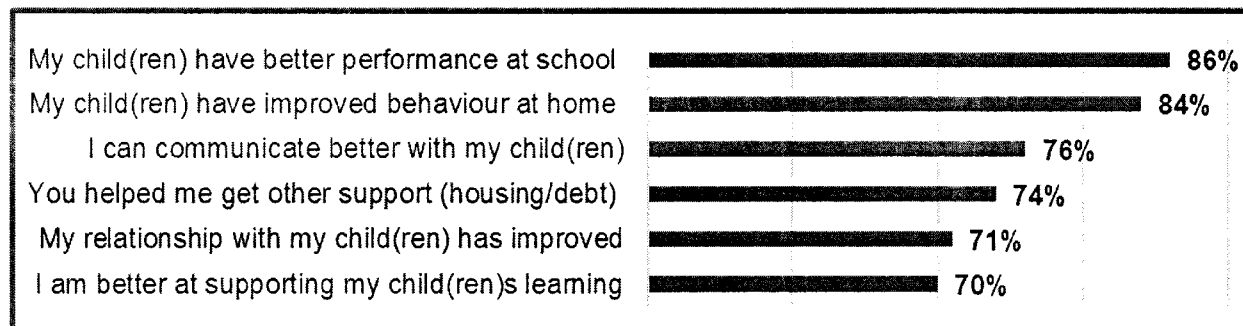 My child(ren) have better performance at school 86%
My child(ren) have improved behaviour at home 84%
I can communicate better with my child(ren) 76%
You helped me get other support (housing/debt) 74%
My relationship with my child(ren) has improved 71%
I am better at supporting my child(ren)s learning 70%